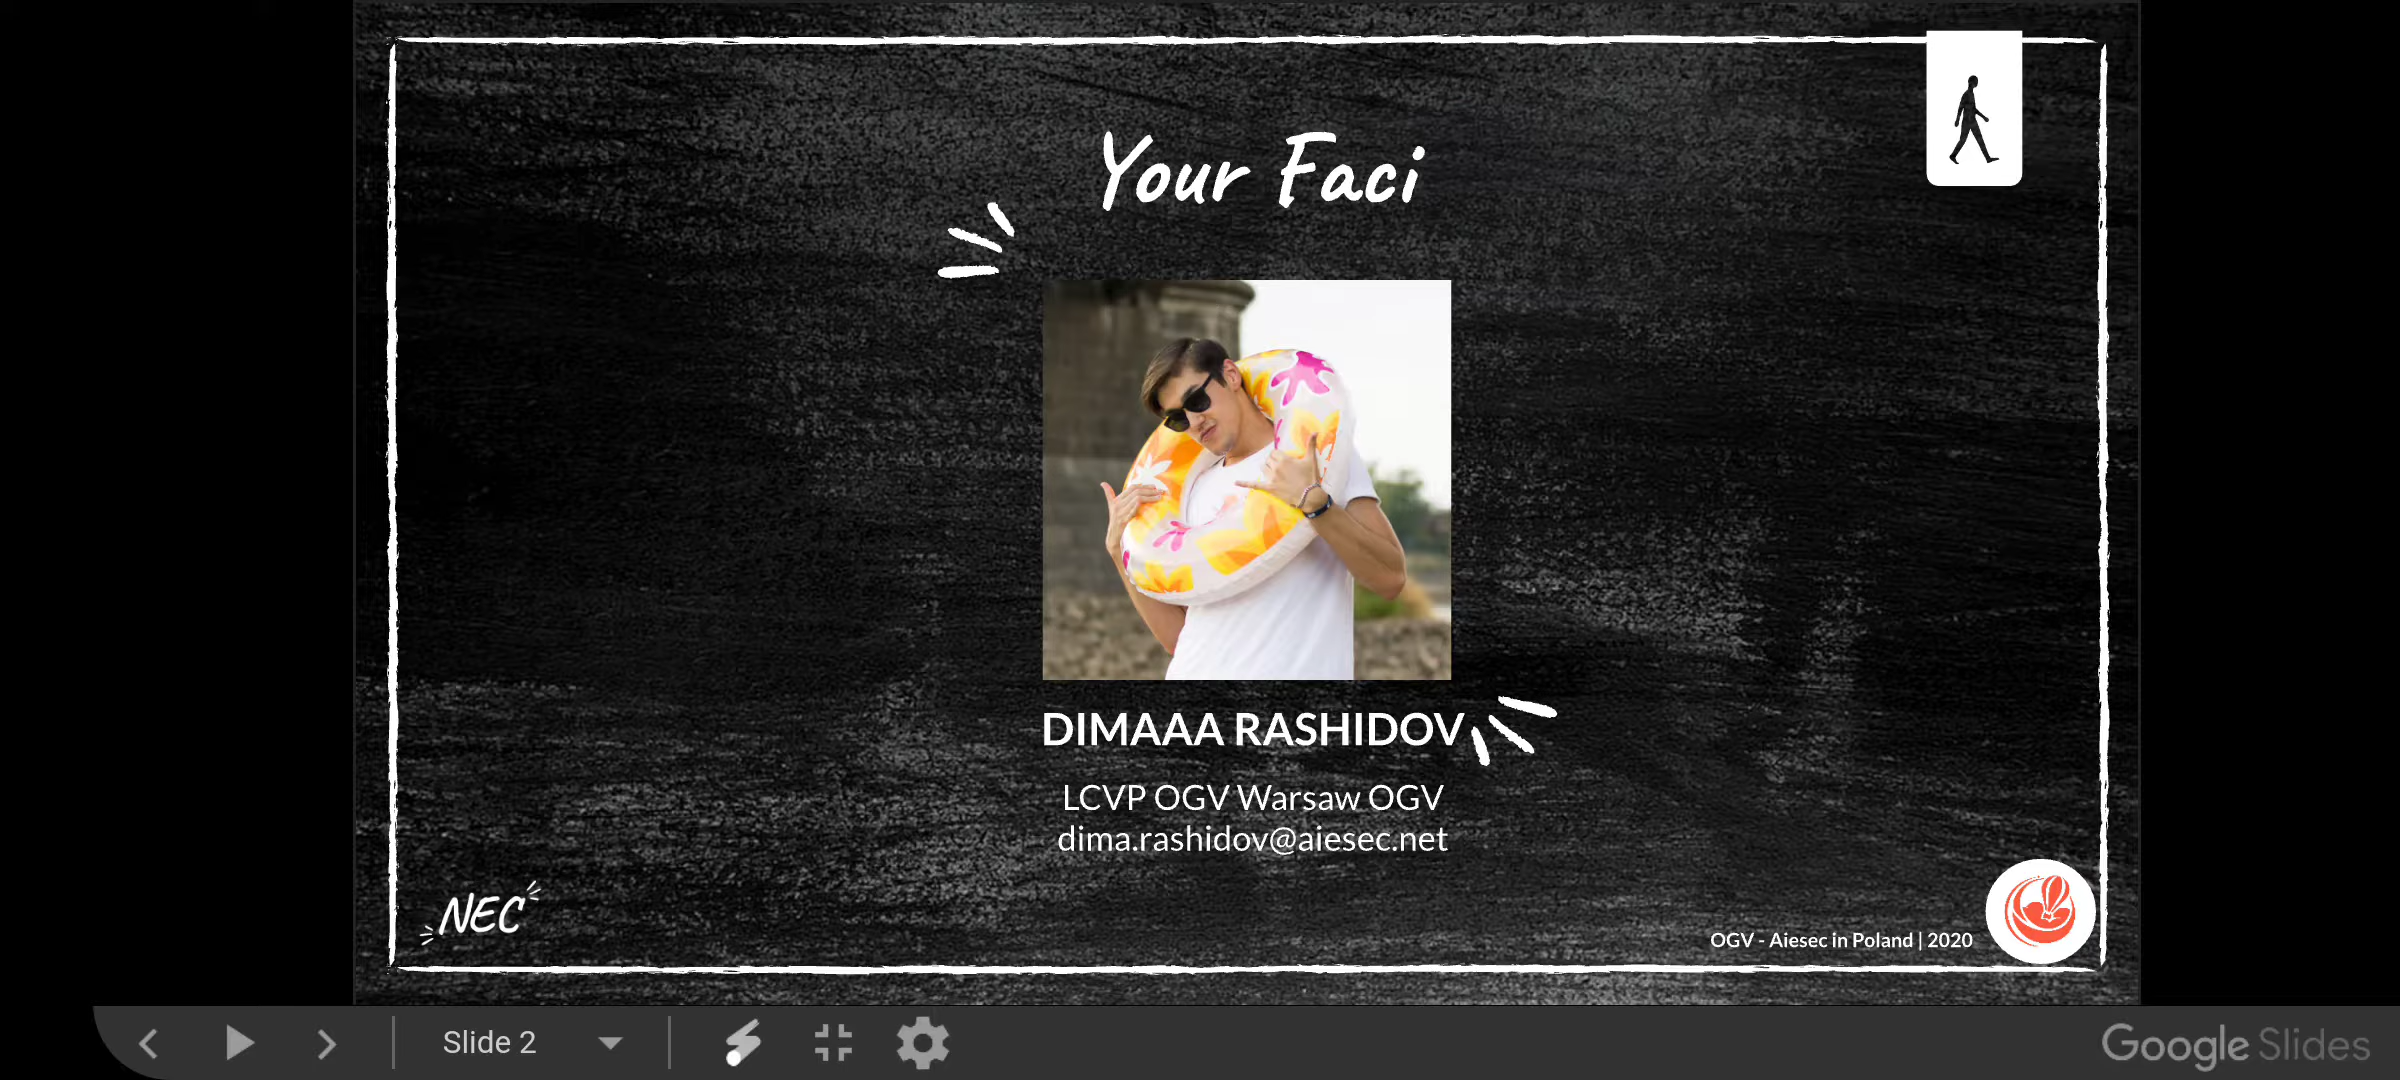 Your Faci
DIMAAA RASHIDOV
LCVP OGV Warsaw OGV
dima.rashidov@aiesec.net
NEC
OGV - Aiesec in Poland | 2020
Slide 2
Google Slides